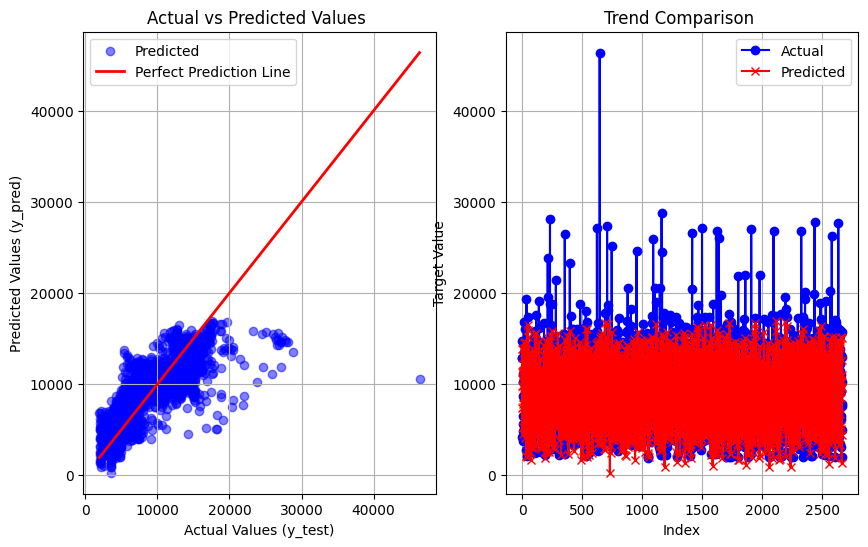 Actual vs Predicted Values
Predicted
Perfect Prediction Line
40000
30000
20000
10000
0
Predicted Values (y_pred)
0
10000
20000
30000
40000
Actual Values (y_test)
Trend Comparison
Actual
Predicted
40000
30000
20000
10000
0
Target Value
0
500
1000
1500
2000
2500
Index